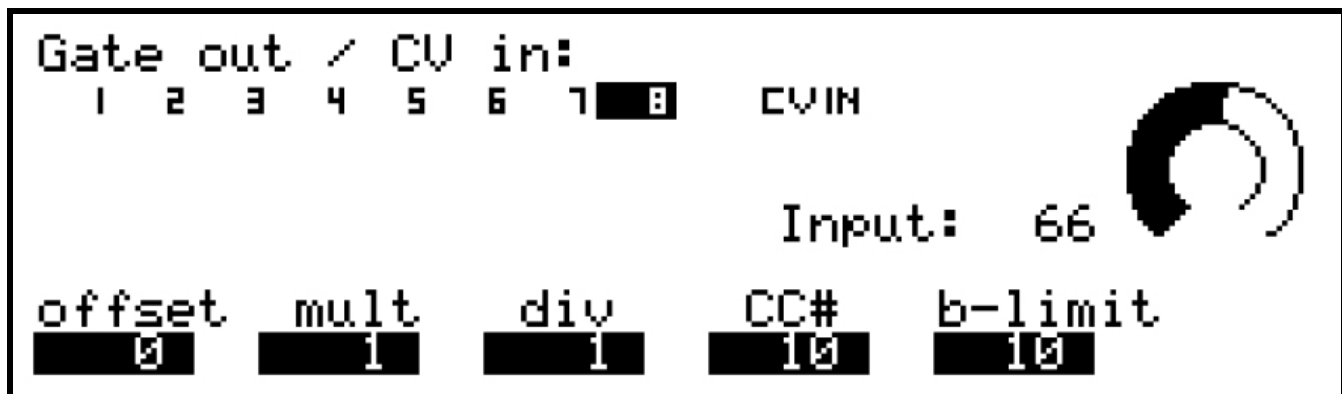 Gate out / CV in:
1 2 3 4 5 6 7 8 CVIN
Input: 66
offset mult div CC# b-limit
0 1 1 10 10